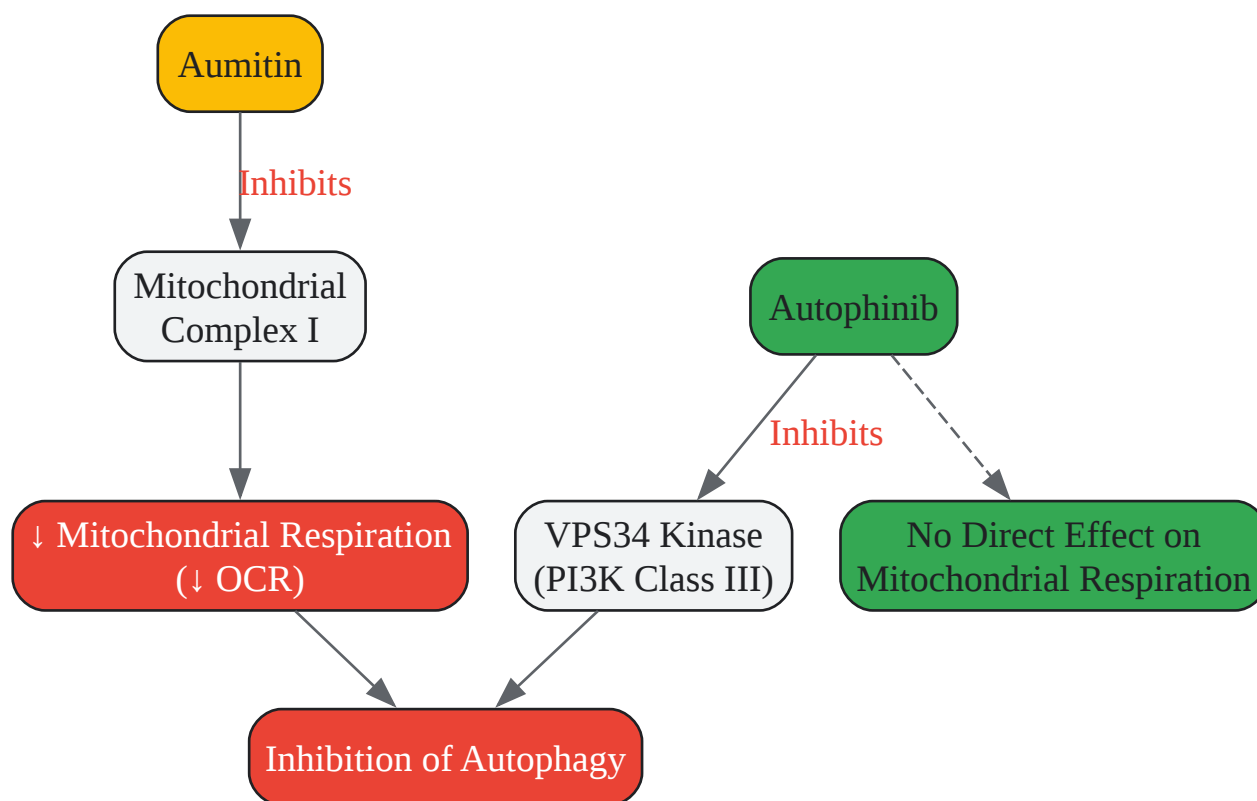 Aumitin
Inhibits
Mitochondrial
Complex I
Autophinib
Inhibits
↓ Mitochondrial Respiration
(↓ OCR)
VPS34 Kinase
(PI3K Class III)
No Direct Effect on
Mitochondrial Respiration
Inhibition of Autophagy